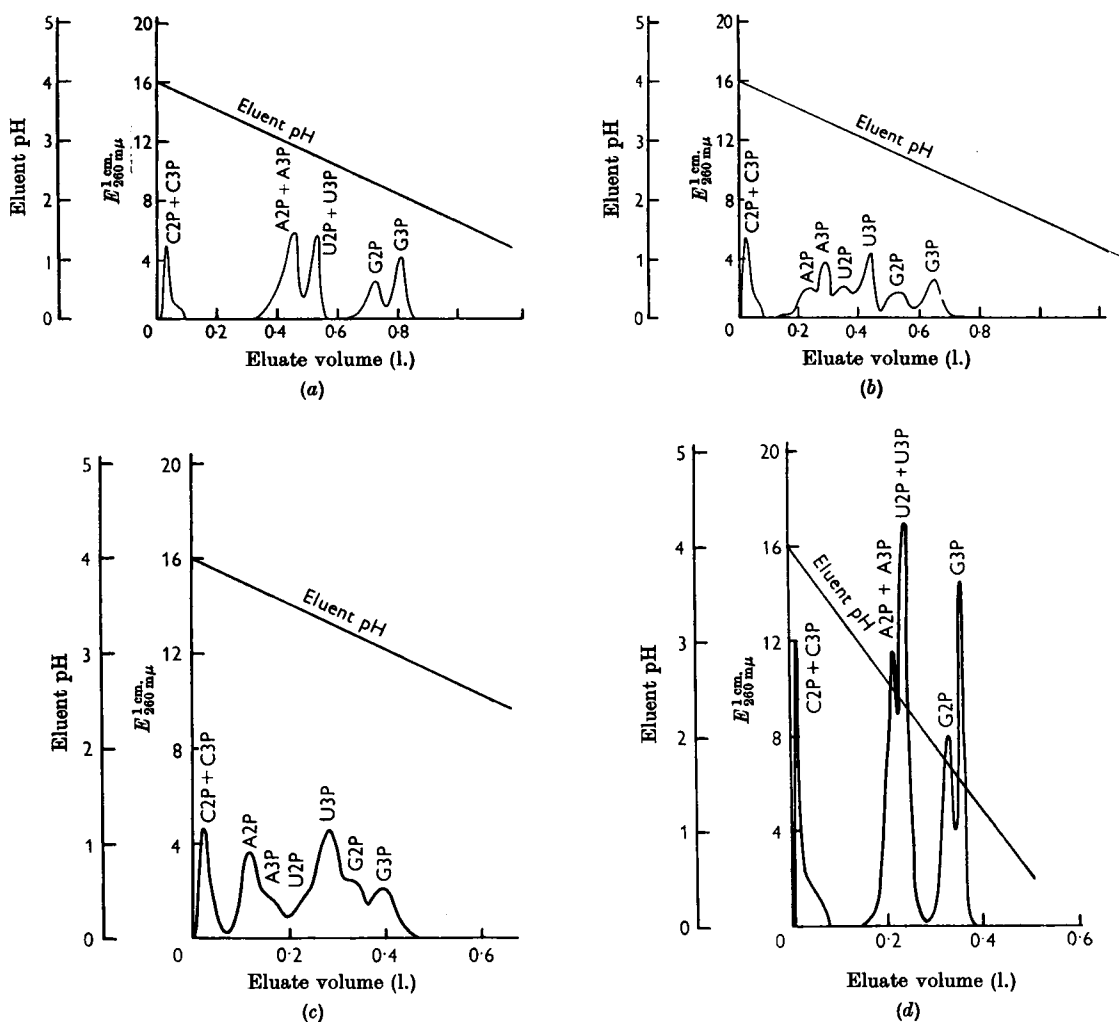 5
4
3
2
1
0
Eluent pH
20
16
12
8
4
0
E 1 cm. 260 mμ
Eluent pH
C2P + C3P
A2P + A3P
U2P + U3P
G2P
G3P
0 0·2 0·4 0·6 0·8
Eluate volume (l.)
(a)
5
4
3
2
1
0
Eluent pH
20
16
12
8
4
E 1 cm. 260 mμ
Eluent pH
C2P + C3P
A2P
A3P
U2P
U3P
G2P
G3P
0 0·2 0·4 0·6 0·8
Eluate volume (l.)
(b)
5
4
3
2
1
0
Eluent pH
20
16
12
8
4
E 1 cm. 260 mμ
Eluent pH
C2P + C3P
A2P
A3P
U2P
U3P
G2P
G3P
0 0·2 0·4 0·6
Eluate volume (l.)
(c)
5
4
3
2
1
0
Eluent pH
20
16
12
8
4
E 1 cm. 260 mμ
Eluent pH
C2P + C3P
A2P + A3P
U2P + U3P
G2P
G3P
0 0·2 0·4 0·6
Eluate volume (l.)
(d)